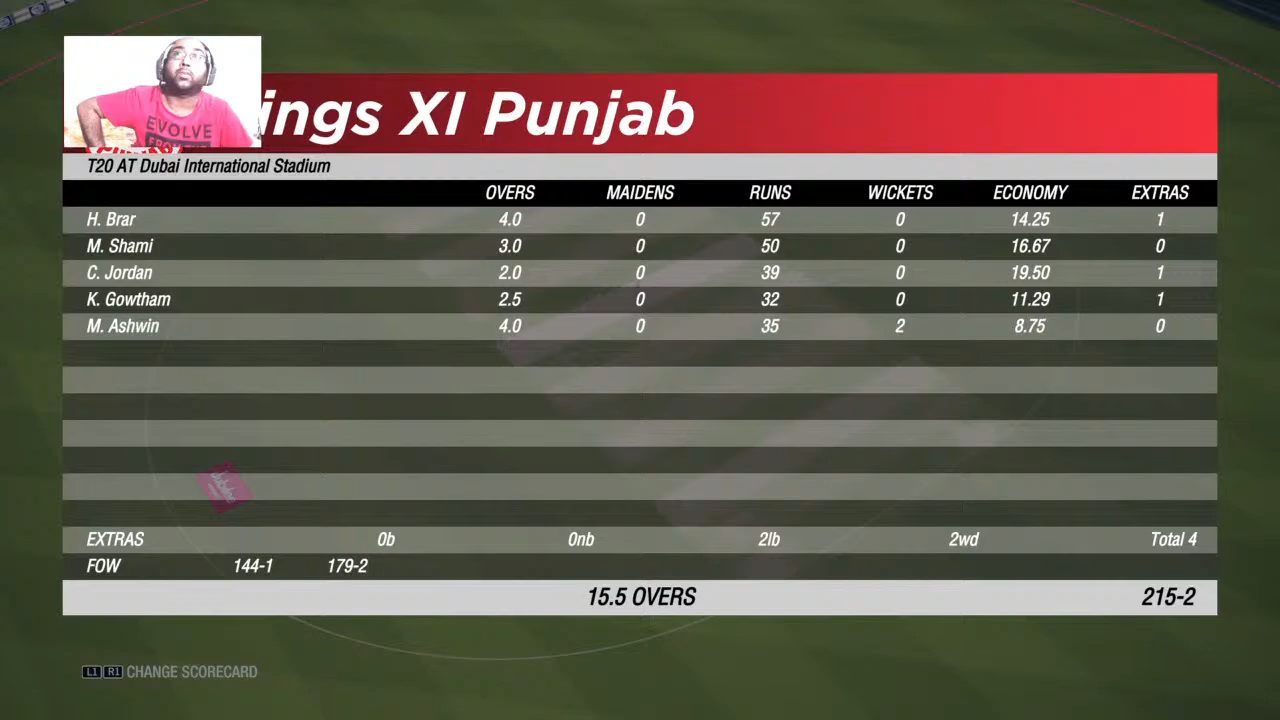 ings XI Punjab
EVOLVE
T20 AT Dubai International Stadium
OVERS MAIDENS RUNS WICKETS ECONOMY EXTRAS
H. Brar 4.0 0 57 0 14.25 1
M. Shami 3.0 0 50 0 16.67 0
C. Jordan 2.0 0 39 0 19.50 1
K. Gowtham 2.5 0 32 0 11.29 1
M. Ashwin 4.0 0 35 2 8.75 0
EXTRAS 0b 0nb 2lb 2wd Total 4
FOW 144-1 179-2
15.5 OVERS 215-2
L1 R1 CHANGE SCORECARD